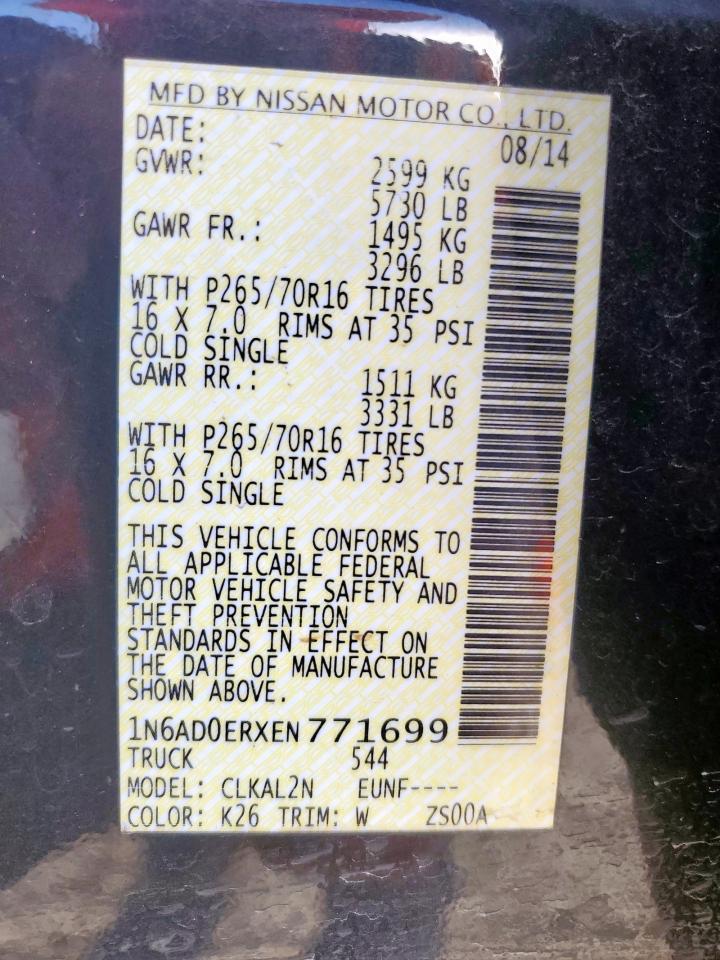 MFD BY NISSAN MOTOR CO., LTD.
DATE: 08/14
GVWR: 2599 KG
5730 LB
GAWR FR.: 1495 KG
3296 LB
WITH P265/70R16 TIRES
16 X 7.0 RIMS AT 35 PSI
COLD SINGLE
GAWR RR.: 1511 KG
3331 LB
WITH P265/70R16 TIRES
16 X 7.0 RIMS AT 35 PSI
COLD SINGLE
THIS VEHICLE CONFORMS TO
ALL APPLICABLE FEDERAL
MOTOR VEHICLE SAFETY AND
THEFT PREVENTION
STANDARDS IN EFFECT ON
THE DATE OF MANUFACTURE
SHOWN ABOVE.
1N6AD0ERXEN771699
TRUCK 544
MODEL: CLKAL2N EUNF----
COLOR: K26 TRIM: W ZS00A